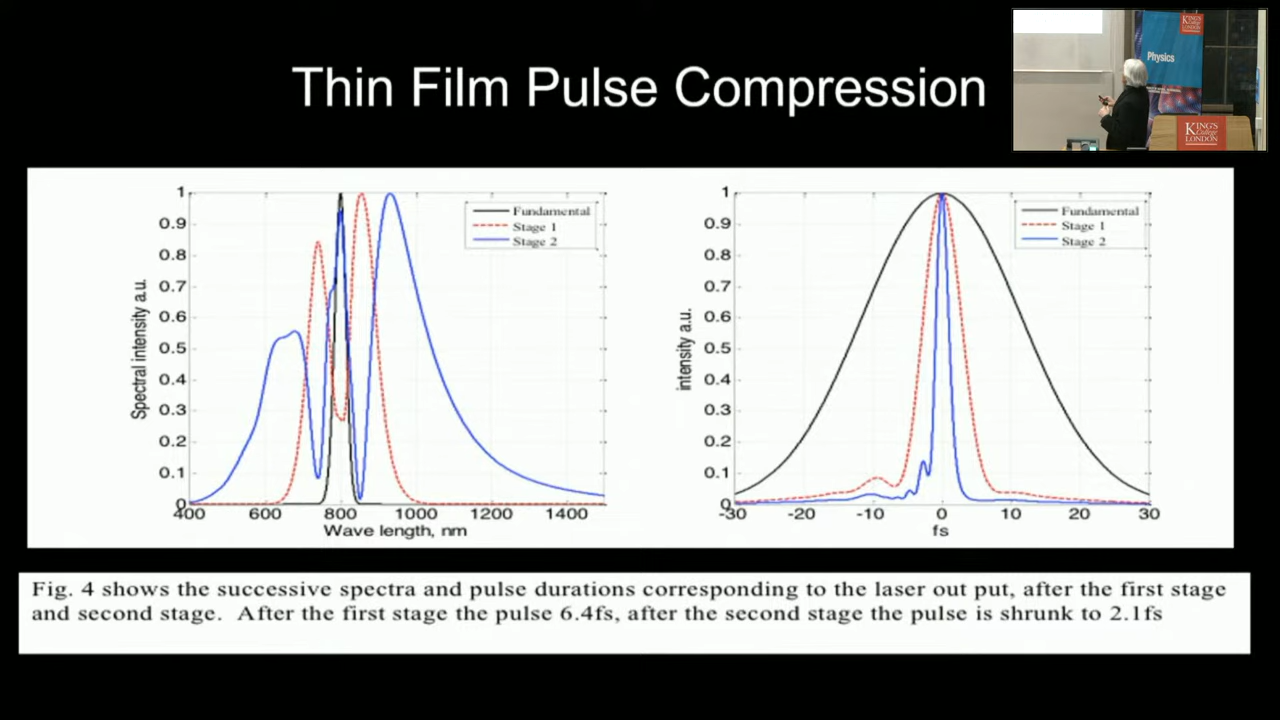 Thin Film Pulse Compression
KING'S
College
LONDON
Physics
KING'S
College
LONDON
1
0.9
0.8
0.7
0.6
0.5
0.4
0.3
0.2
0.1
0
Spectral intensity a.u.
400 600 800 1000 1200 1400
Wave length, nm
Fundamental
Stage 1
Stage 2
1
0.9
0.8
0.7
0.6
0.5
0.4
0.3
0.2
0.1
0
intensity a.u.
-30 -20 -10 0 10 20 30
fs
Fundamental
Stage 1
Stage 2
Fig. 4 shows the successive spectra and pulse durations corresponding to the laser out put, after the first stage
and second stage. After the first stage the pulse 6.4fs, after the second stage the pulse is shrunk to 2.1fs